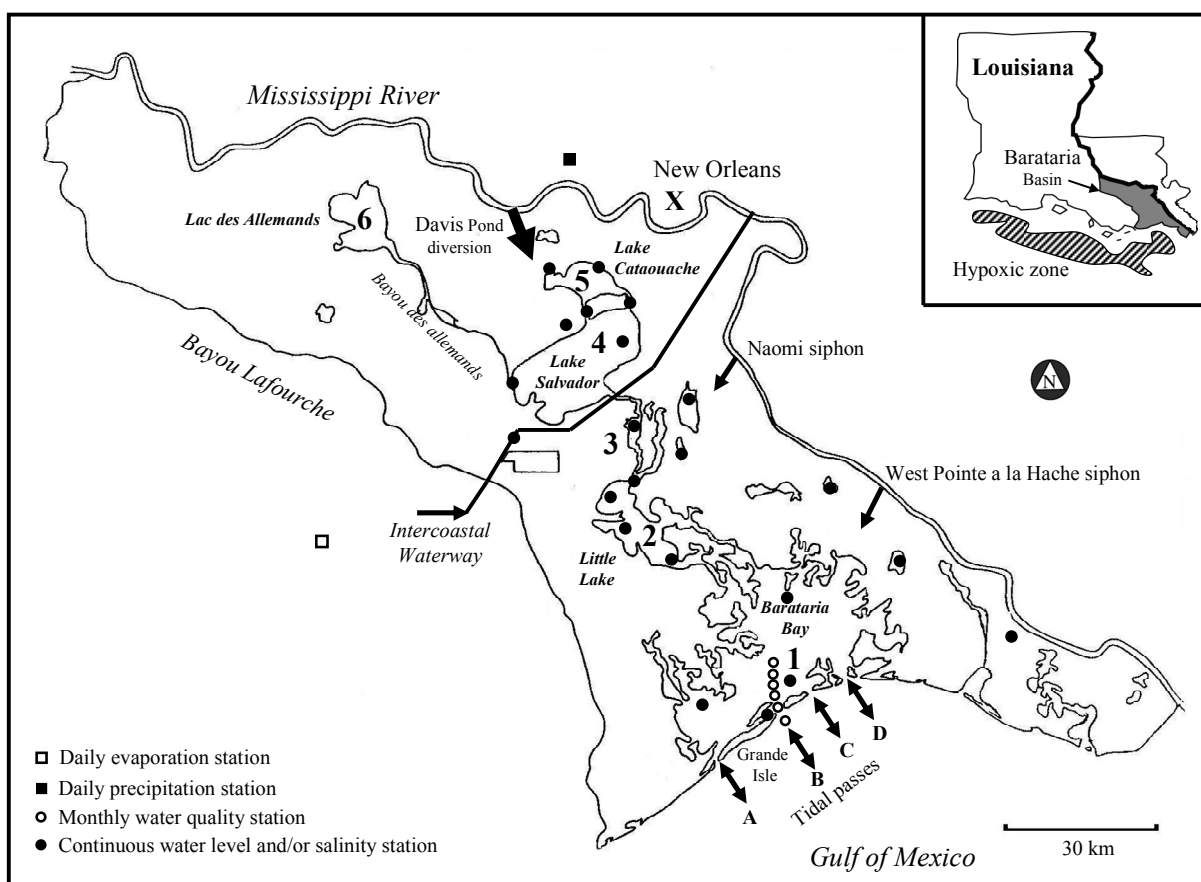 Mississippi River
New Orleans
X
Lac des Allemands
6
Davis Pond
diversion
Lake
Cataouache
5
Bayou des allemands
4
Lake
Salvador
Bayou Lafourche
Naomi siphon
N
3
West Pointe a la Hache siphon
Intercoastal
Waterway
2
Little
Lake
Barataria
Bay
1
Grande
Isle
A
B
C
D
Tidal passes
Gulf of Mexico
30 km
Daily evaporation station
Daily precipitation station
Monthly water quality station
Continuous water level and/or salinity station
Louisiana
Barataria
Basin
Hypoxic zone